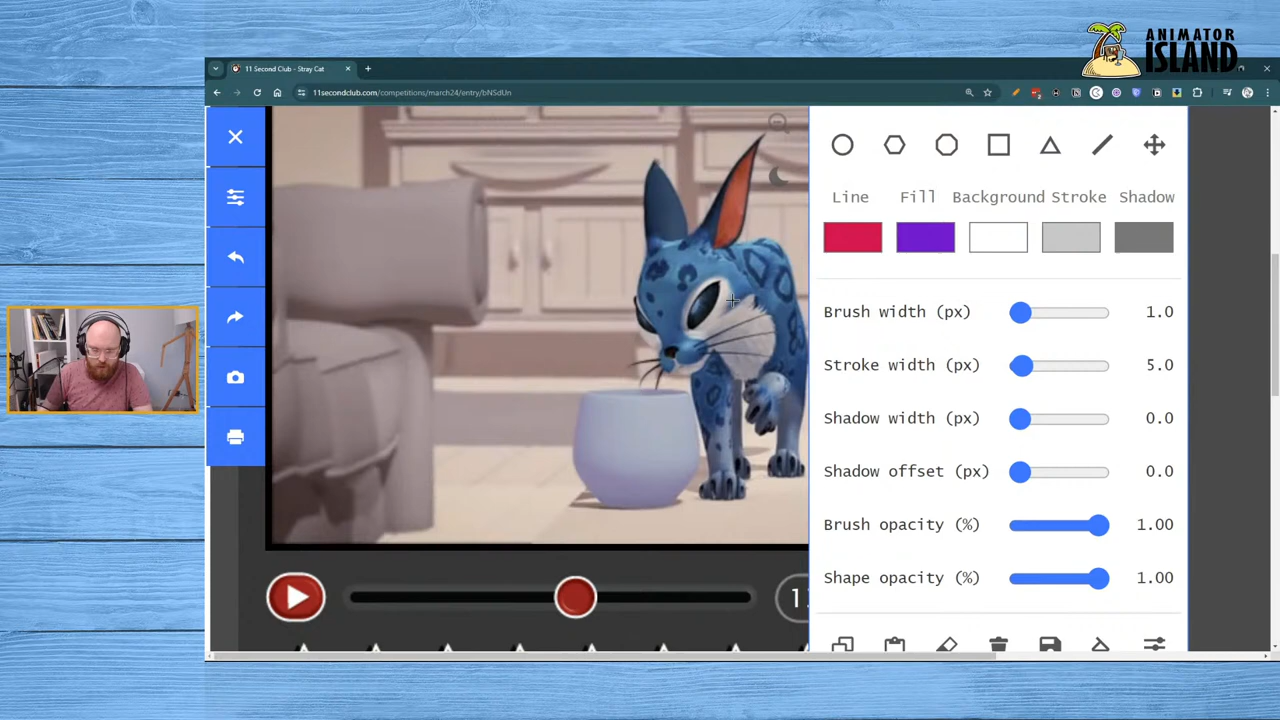 ANIMATOR
ISLAND
11 Second Club - Stray Cat
11secondclub.com/competitions/march24/entry/bNSdUn
Line Fill Background Stroke Shadow
Brush width (px) 1.0
Stroke width (px) 5.0
Shadow width (px) 0.0
Shadow offset (px) 0.0
Brush opacity (%) 1.00
Shape opacity (%) 1.00